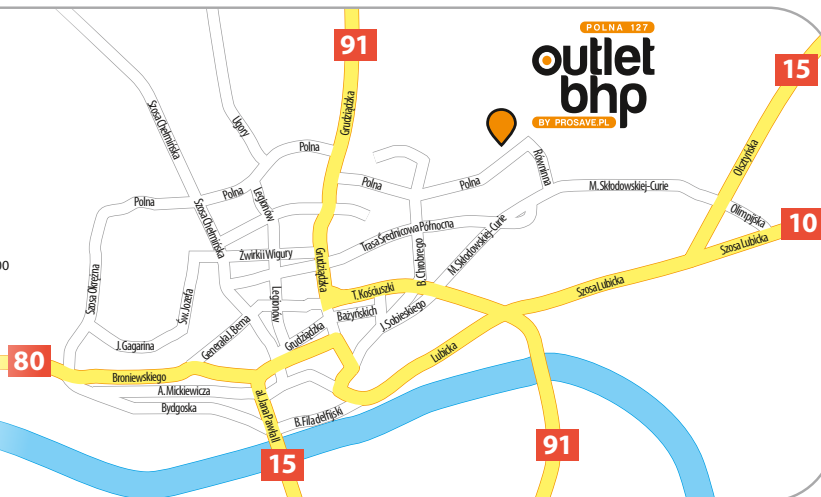 POLNA 127
outlet
bhp
BY PROSAVE.PL
91
15
Grudziądzka
Szosa Chełmińska
Ugory
Polna
Olsztyńska
Polna
Polna
Polna
Polna
Równinna
M. Skłodowskiej-Curie
Legionów
Szosa Chełmińska
Olimpijska
10
Trasa Średnicowa Północna
Szosa Lubicka
M. Skłodowskiej-Curie
B. Chrobrego
Żwirki i Wigury
Grudziądzka
00
Szosa Okrężna
Św. Józefa
Legionów
T. Kościuszki
Szosa Lubicka
Bażyńskich
J. Sobieskiego
Generała J. Bema
Grudziądzka
J. Gagarina
Lubicka
80
Broniewskiego
A. Mickiewicza
Bydgoska
al. Jana Pawła II
B. Filadelfijski
15
91